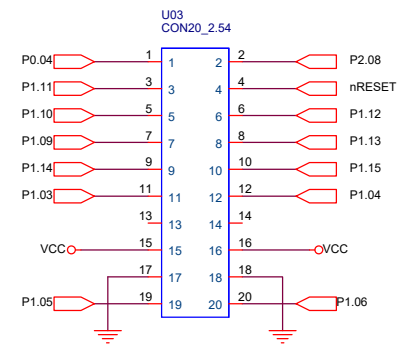 U03
CON20_2.54
P0.04 1 1 2 2 P2.08
P1.11 3 3 4 4 nRESET
P1.10 5 5 6 6 P1.12
P1.09 7 7 8 8 P1.13
P1.14 9 9 10 10 P1.15
P1.03 11 11 12 12 P1.04
13 13 14 14
VCC 15 15 16 16 VCC
17 17 18 18
P1.05 19 19 20 20 P1.06